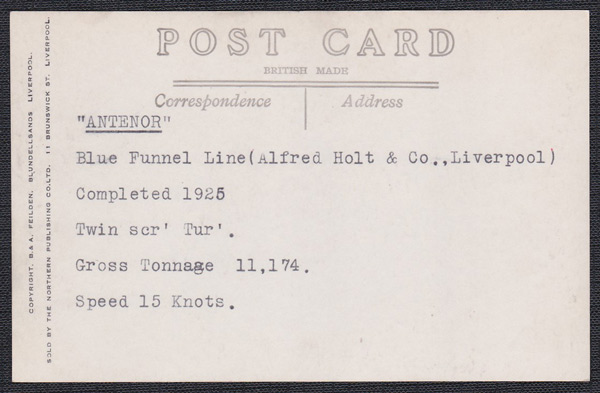 POST CARD
BRITISH MADE
Correspondence
Address
"ANTENOR"
Blue Funnel Line(Alfred Holt & Co.,Liverpool)
Completed 1925
Twin scr' Tur'.
Gross Tonnage 11,174.
Speed 15 Knots.
COPYRIGHT. B.& A. FEILDEN. BLUNDELLSANDS - LIVERPOOL.
SOLD BY THE NORTHERN PUBLISHING CO.LTD. 11 BRUNSWICK ST. LIVERPOOL.